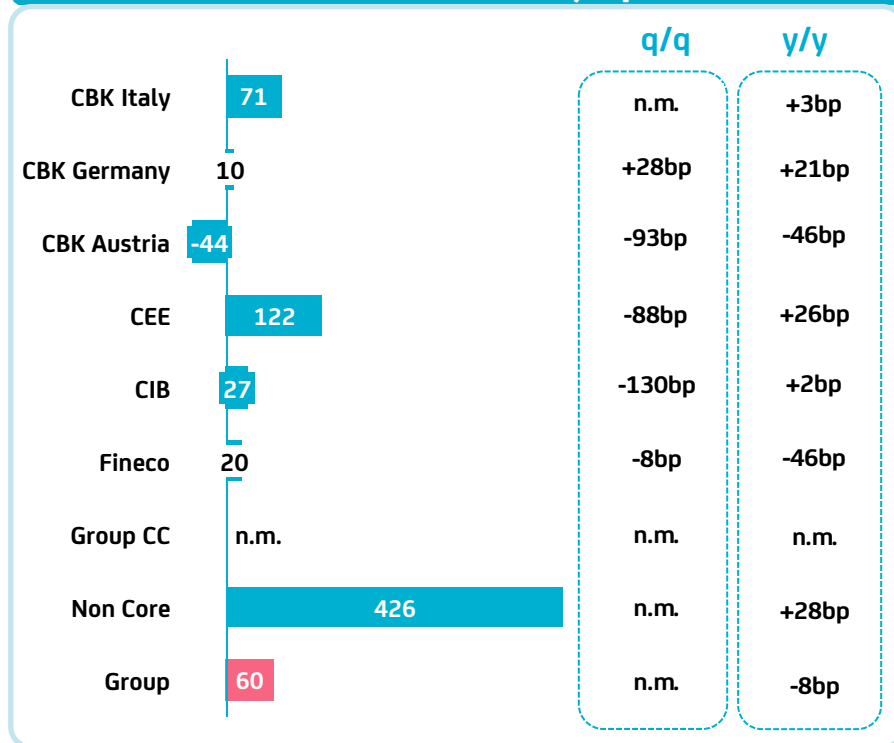 q/q y/y
CBK Italy 71 n.m. +3bp
CBK Germany 10 +28bp +21bp
CBK Austria -44 -93bp -46bp
CEE 122 -88bp +26bp
CIB 27 -130bp +2bp
Fineco 20 -8bp -46bp
Group CC n.m. n.m. n.m.
Non Core 426 n.m. +28bp
Group 60 n.m. -8bp